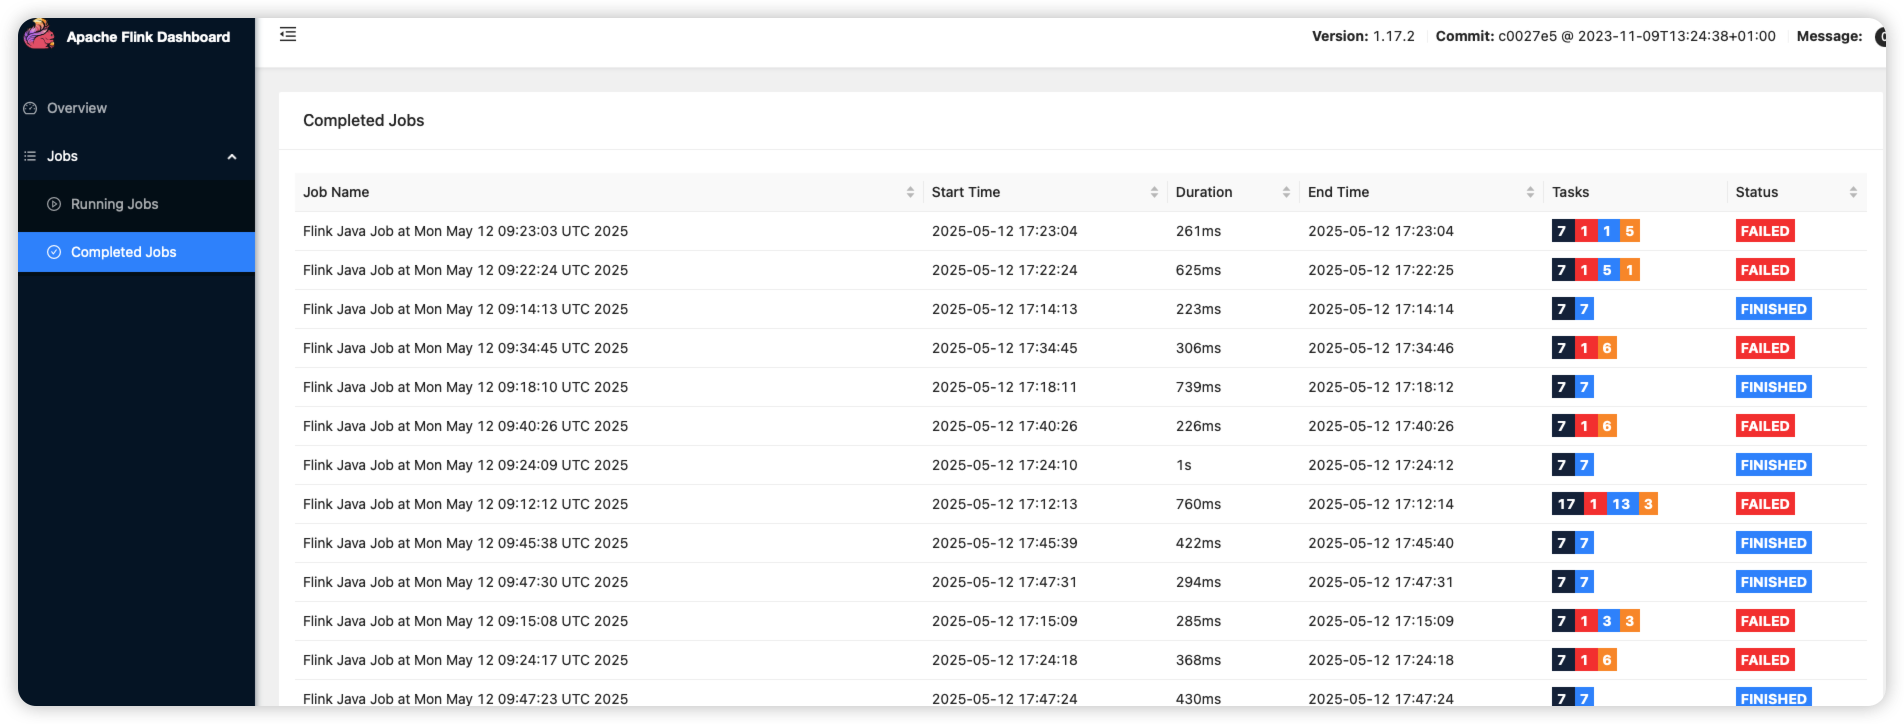 Apache Flink Dashboard
Version: 1.17.2 Commit: c0027e5 @ 2023-11-09T13:24:38+01:00 Message:
Overview
Jobs
Running Jobs
Completed Jobs
Completed Jobs
Job Name Start Time Duration End Time Tasks Status
Flink Java Job at Mon May 12 09:23:03 UTC 2025 2025-05-12 17:23:04 261ms 2025-05-12 17:23:04 7 1 1 5 FAILED
Flink Java Job at Mon May 12 09:22:24 UTC 2025 2025-05-12 17:22:24 625ms 2025-05-12 17:22:25 7 1 5 1 FAILED
Flink Java Job at Mon May 12 09:14:13 UTC 2025 2025-05-12 17:14:13 223ms 2025-05-12 17:14:14 7 7 FINISHED
Flink Java Job at Mon May 12 09:34:45 UTC 2025 2025-05-12 17:34:45 306ms 2025-05-12 17:34:46 7 1 6 FAILED
Flink Java Job at Mon May 12 09:18:10 UTC 2025 2025-05-12 17:18:11 739ms 2025-05-12 17:18:12 7 7 FINISHED
Flink Java Job at Mon May 12 09:40:26 UTC 2025 2025-05-12 17:40:26 226ms 2025-05-12 17:40:26 7 1 6 FAILED
Flink Java Job at Mon May 12 09:24:09 UTC 2025 2025-05-12 17:24:10 1s 2025-05-12 17:24:12 7 7 FINISHED
Flink Java Job at Mon May 12 09:12:12 UTC 2025 2025-05-12 17:12:13 760ms 2025-05-12 17:12:14 17 1 13 3 FAILED
Flink Java Job at Mon May 12 09:45:38 UTC 2025 2025-05-12 17:45:39 422ms 2025-05-12 17:45:40 7 7 FINISHED
Flink Java Job at Mon May 12 09:47:30 UTC 2025 2025-05-12 17:47:31 294ms 2025-05-12 17:47:31 7 7 FINISHED
Flink Java Job at Mon May 12 09:15:08 UTC 2025 2025-05-12 17:15:09 285ms 2025-05-12 17:15:09 7 1 3 3 FAILED
Flink Java Job at Mon May 12 09:24:17 UTC 2025 2025-05-12 17:24:18 368ms 2025-05-12 17:24:18 7 1 6 FAILED
Flink Java Job at Mon May 12 09:47:23 UTC 2025 2025-05-12 17:47:24 430ms 2025-05-12 17:47:24 7 7 FINISHED